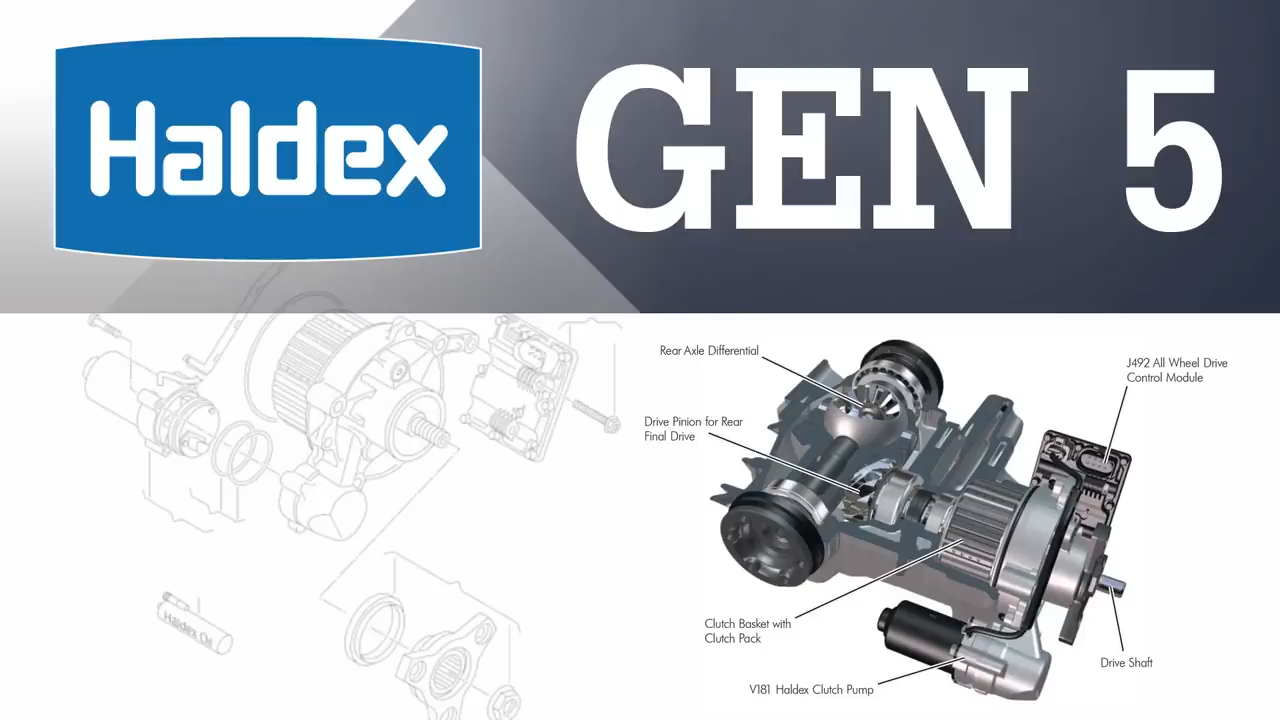 Haldex
GEN 5
Rear Axle Differential
J492 All Wheel Drive
Control Module
Drive Pinion for Rear
Final Drive
Clutch Basket with
Clutch Pack
V181 Haldex Clutch Pump
Drive Shaft
Haldex Oil